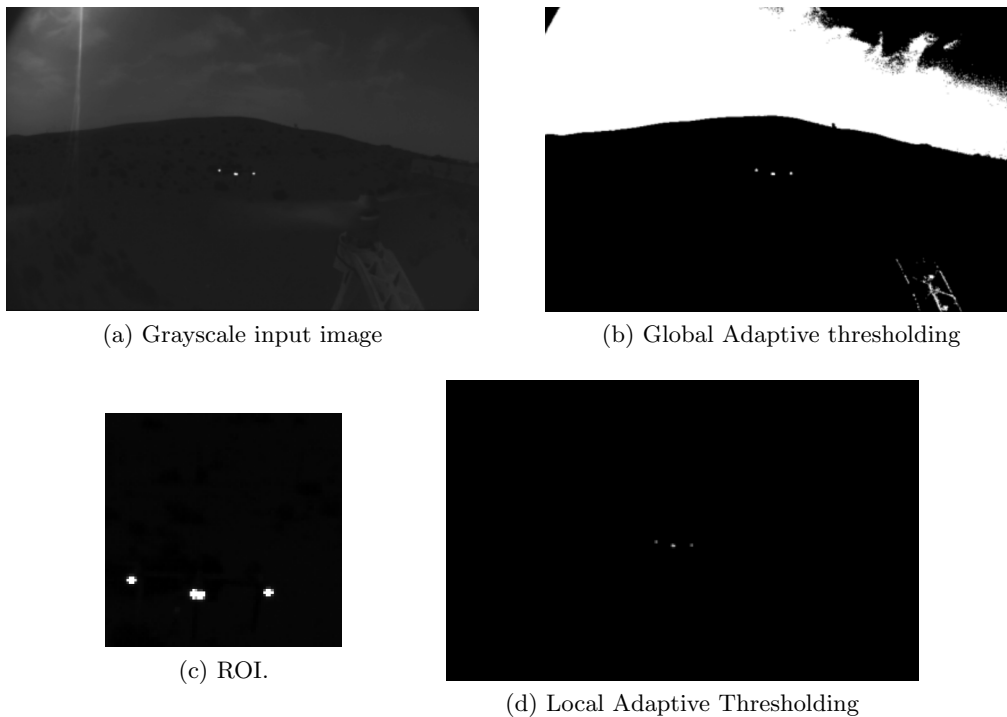 (a) Grayscale input image
(b) Global Adaptive thresholding
(c) ROI.
(d) Local Adaptive Thresholding